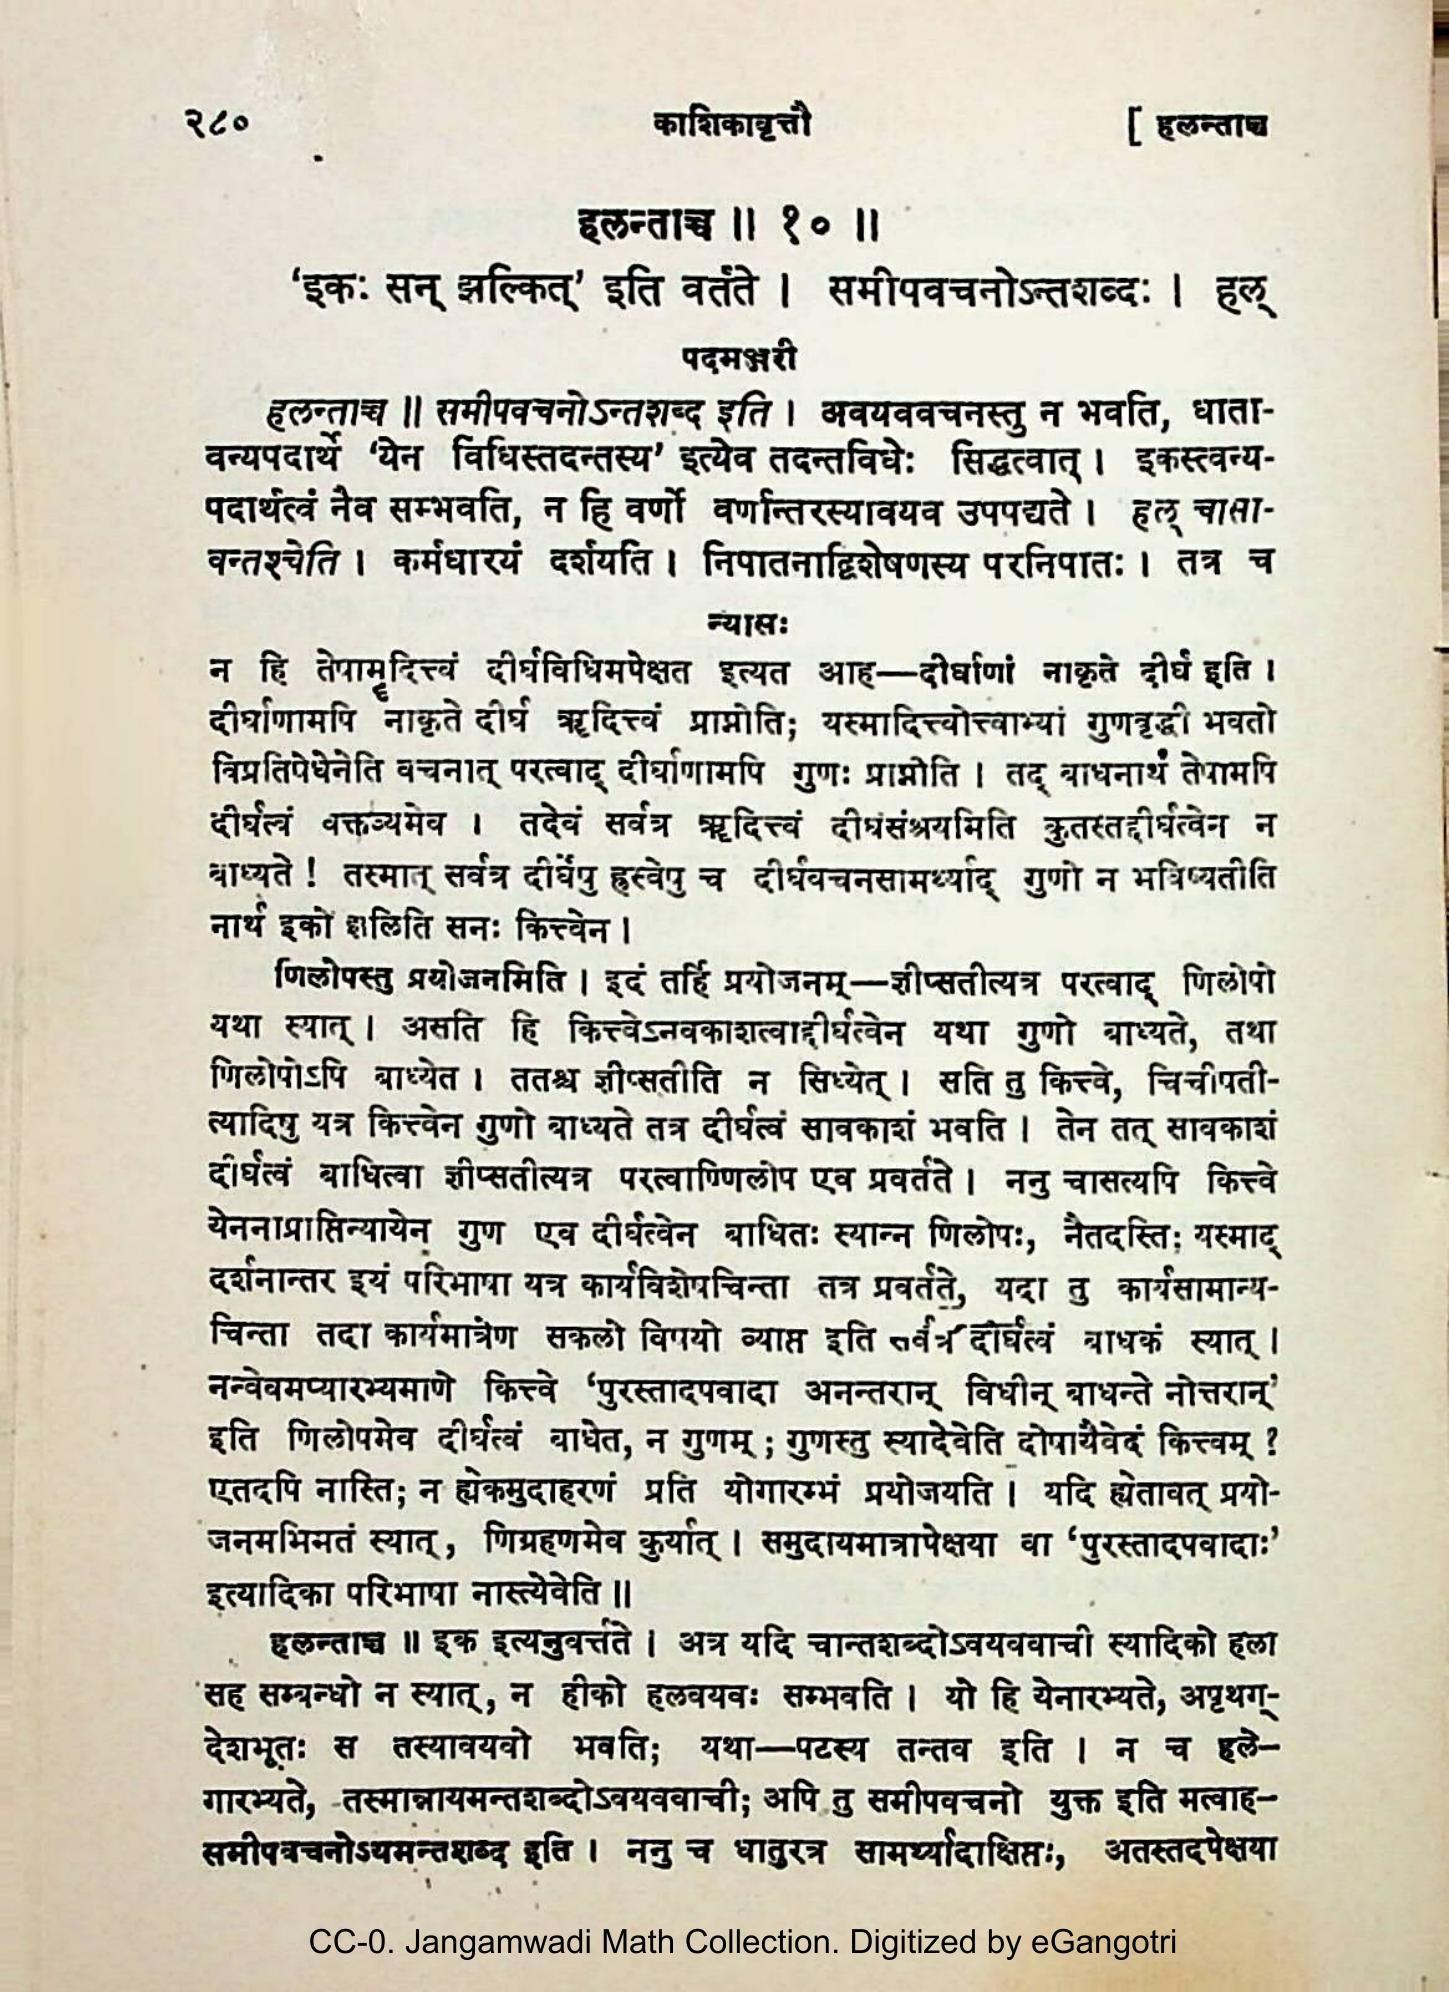 २८० काशिकावृत्तौ [ हलन्ताच्च
हलन्ताच्च ॥ १० ॥
‘इकः सन् झल्कित्’ इति वर्तते । समीपवचनोऽन्तशब्दः । हल्
पदमञ्जरी
हलन्ताच्च ॥ समीपवचनोऽन्तशब्द इति । अवयववचनस्तु न भवति, धाता-
वन्यपदार्थे ‘येन विधिस्तदन्तस्य’ इत्येव तदन्तविधेः सिद्धत्वात् । इकस्त्वन्य-
पदार्थत्वं नैव सम्भवति, न हि वर्णो वर्णान्तरस्यावयव उपपद्यते । हल् चासा-
वन्तश्चेति । कर्मधारयं दर्शयति । निपातनाद्विशेषणस्य परनिपातः । तत्र च
न्यासः
न हि तेषामॄदित्त्वं दीर्घविधिमपेक्षत इत्यत आह—दीर्घाणां नाकृते दीर्घ इति ।
दीर्घाणामपि नाकृते दीर्घ ॠदित्त्वं प्राप्नोति; यस्मादित्त्वोत्त्वाभ्यां गुणवृद्धी भवतो
विप्रतिषेधेनेति वचनात् परत्वाद् दीर्घाणामपि गुणः प्राप्नोति । तद् बाधनार्थं तेषामपि
दीर्घत्वं वक्तव्यमेव । तदेवं सर्वत्र ॠदित्त्वं दीर्घसंश्रयमिति कुतस्तद्दीर्घत्वेन न
बाध्यते ! तस्मात् सर्वत्र दीर्घेषु ह्रस्वेषु च दीर्घवचनसामर्थ्याद् गुणो न भविष्यतीति
नार्थ इको झलिति सनः कित्त्वेन ।
णिलोपस्तु प्रयोजनमिति । इदं तर्हि प्रयोजनम्—ज्ञीप्सतीत्यत्र परत्वाद् णिलोपो
यथा स्यात् । असति हि कित्त्वेऽनवकाशत्वाद्दीर्घत्वेन यथा गुणो बाध्यते, तथा
णिलोपोऽपि बाध्येत । ततश्च ज्ञीप्सतीति न सिध्येत् । सति तु कित्त्वे, चिचीषती-
त्यादिषु यत्र कित्त्वेन गुणो बाध्यते तत्र दीर्घत्वं सावकाशं भवति । तेन तत् सावकाशं
दीर्घत्वं बाधित्वा ज्ञीप्सतीत्यत्र परत्वाण्णिलोप एव प्रवर्तते । ननु चासत्यपि कित्त्वे
येननाप्राप्तिन्यायेन गुण एव दीर्घत्वेन बाधितः स्यान्न णिलोपः, नैतदस्ति; यस्माद्
दर्शनान्तर इयं परिभाषा यत्र कार्यविशेषचिन्ता तत्र प्रवर्तते, यदा तु कार्यसामान्य-
चिन्ता तदा कार्यमात्रेण सकलो विषयो व्याप्त इति सर्वत्र दीर्घत्वं बाधकं स्यात् ।
नन्वेवमप्यारभ्यमाणे कित्त्वे ‘पुरस्तादपवादा अनन्तरान् विधीन् बाधन्ते नोत्तरान्’
इति णिलोपमेव दीर्घत्वं बाधेत, न गुणम् ; गुणस्तु स्यादेवेति दोषायैवेदं कित्त्वम् ?
एतदपि नास्ति; न ह्येकमुदाहरणं प्रति योगारम्भं प्रयोजयति । यदि ह्येतावत् प्रयो-
जनमभिमतं स्यात् , णिग्रहणमेव कुर्यात् । समुदायमात्रापेक्षया वा ‘पुरस्तादपवादाः’
इत्यादिका परिभाषा नास्त्येवेति ॥
हलन्ताच्च ॥ इक इत्यनुवर्त्तते । अत्र यदि चान्तशब्दोऽवयववाची स्यादिको हला
सह सम्बन्धो न स्यात् , न हीको हलवयवः सम्भवति । यो हि येनारभ्यते, अपृथग्-
देशभूतः स तस्यावयवो भवति; यथा—पटस्य तन्तव इति । न च हले-
गारभ्यते, तस्मान्नायमन्तशब्दोऽवयववाची; अपि तु समीपवचनो युक्त इति मत्वाह—
समीपवचनोऽयमन्तशब्द इति । ननु च धातुरत्र सामर्थ्यादाक्षिप्तः, अतस्तदपेक्षया
CC-0. Jangamwadi Math Collection. Digitized by eGangotri